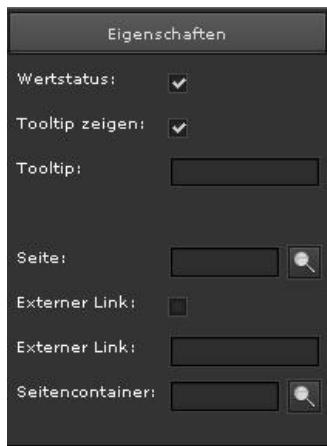 Eigenschaften
Wertstatus:
Tooltip zeigen:
Tooltip:
Seite:
Externer Link:
Externer Link:
Seitencontainer: